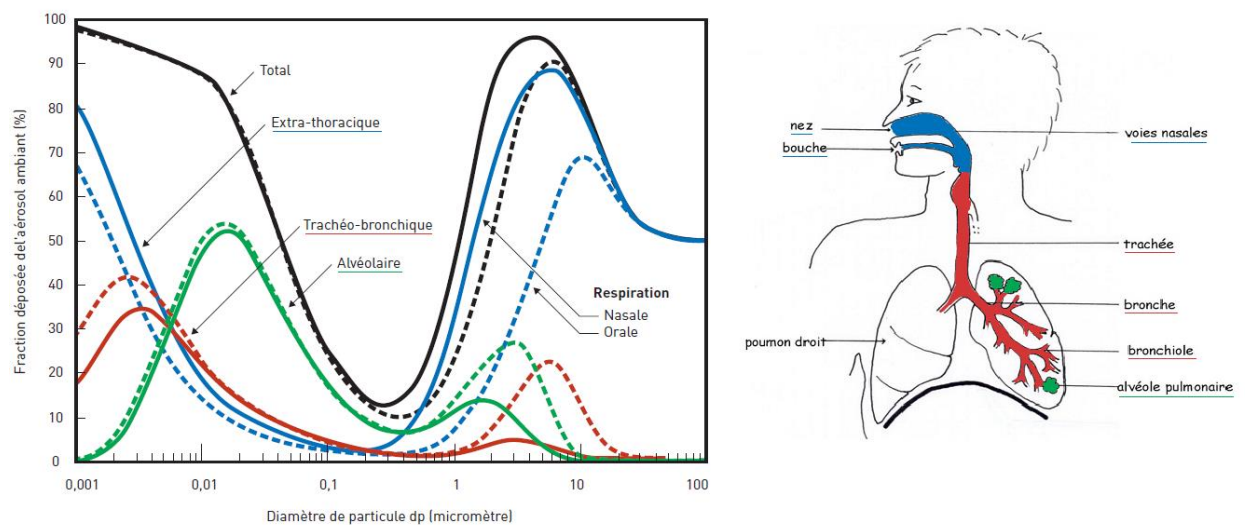 Fraction déposée del'aérosol ambiant (%)
100
90
80
70
60
50
40
30
20
10
0
Total
Extra-thoracique
Trachéo-bronchique
Alvéolaire
Respiration
Nasale
Orale
0,001
0,01
0,1
1
10
100
Diamètre de particule dp (micromètre)
nez
bouche
voies nasales
trachée
bronche
poumon droit
bronchiole
alvéole pulmonaire